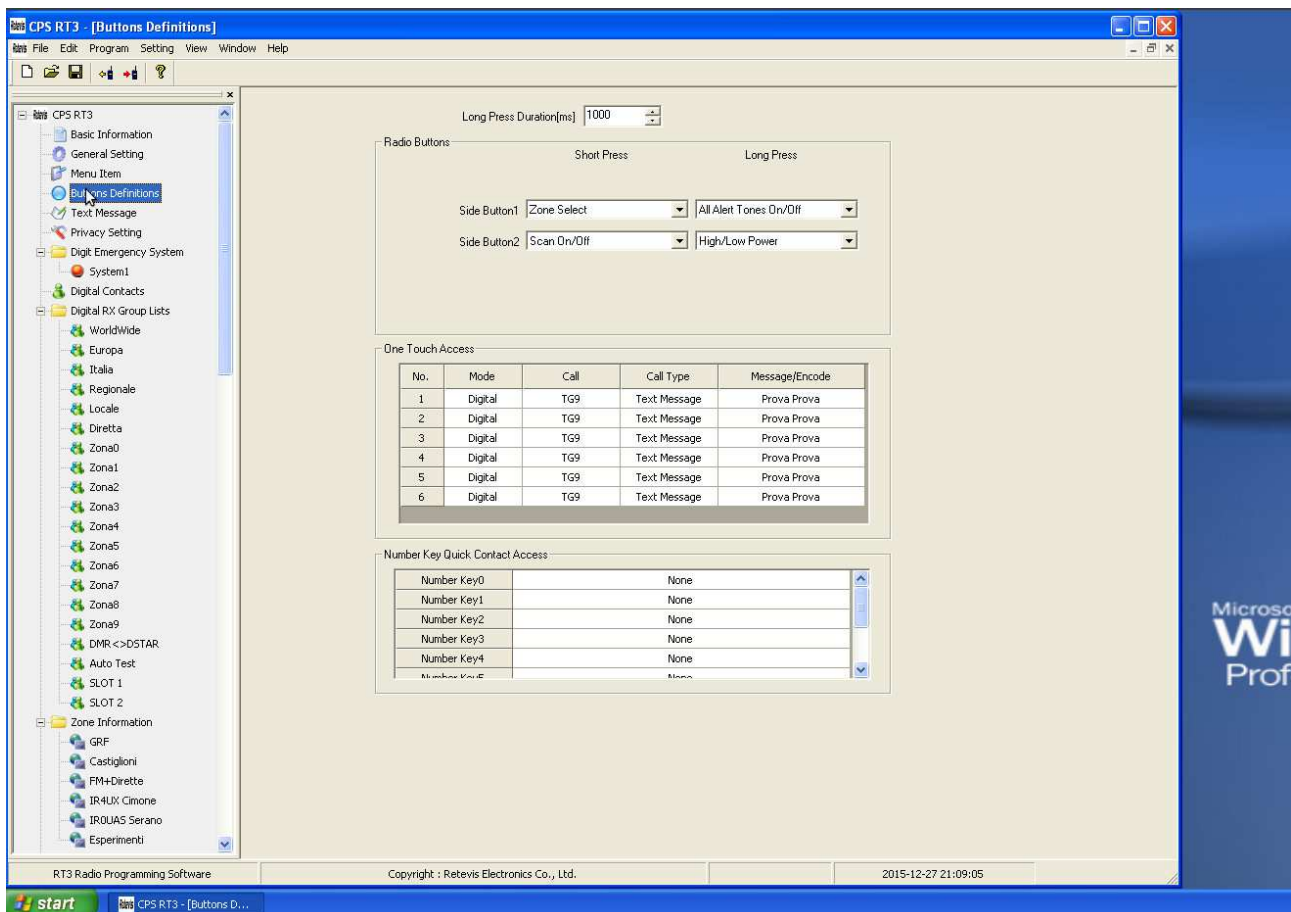 CPS RT3 - [Buttons Definitions]
File Edit Program Setting View Window Help
CPS RT3
Basic Information
General Setting
Menu Item
Buttons Definitions
Text Message
Privacy Setting
Digit Emergency System
System1
Digital Contacts
Digital RX Group Lists
WorldWide
Europa
Italia
Regionale
Locale
Diretta
Zona0
Zona1
Zona2
Zona3
Zona4
Zona5
Zona6
Zona7
Zona8
Zona9
DMR<>DSTAR
Auto Test
SLOT 1
SLOT 2
Zone Information
GRF
Castiglioni
FM+Dirette
IR4UX Cimone
IR0UAS Serano
Esperimenti
Long Press Duration[ms] 1000
Radio Buttons
Short Press Long Press
Side Button1 Zone Select All Alert Tones On/Off
Side Button2 Scan On/Off High/Low Power
One Touch Access
No. Mode Call Call Type Message/Encode
1 Digital TG9 Text Message Prova Prova
2 Digital TG9 Text Message Prova Prova
3 Digital TG9 Text Message Prova Prova
4 Digital TG9 Text Message Prova Prova
5 Digital TG9 Text Message Prova Prova
6 Digital TG9 Text Message Prova Prova
Number Key Quick Contact Access
Number Key0 None
Number Key1 None
Number Key2 None
Number Key3 None
Number Key4 None
Number Key5 None
RT3 Radio Programming Software Copyright : Retevis Electronics Co., Ltd. 2015-12-27 21:09:05
start CPS RT3 - [Buttons D...
Microso
Wi
Prof